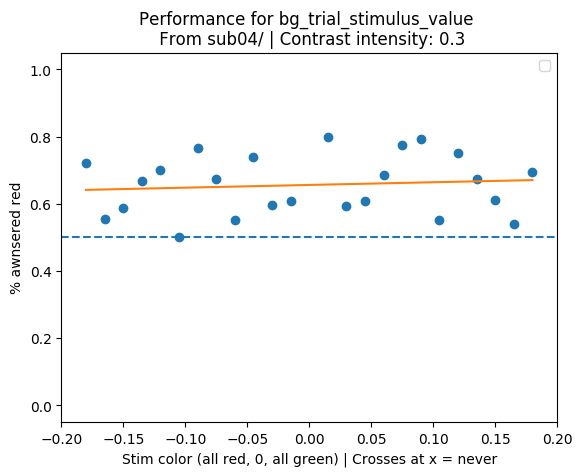 Performance for bg_trial_stimulus_value
From sub04/ | Contrast intensity: 0.3
1.0
0.8
0.6
0.4
0.2
0.0
% awnsered red
−0.20 −0.15 −0.10 −0.05 0.00 0.05 0.10 0.15 0.20
Stim color (all red, 0, all green) | Crosses at x = never